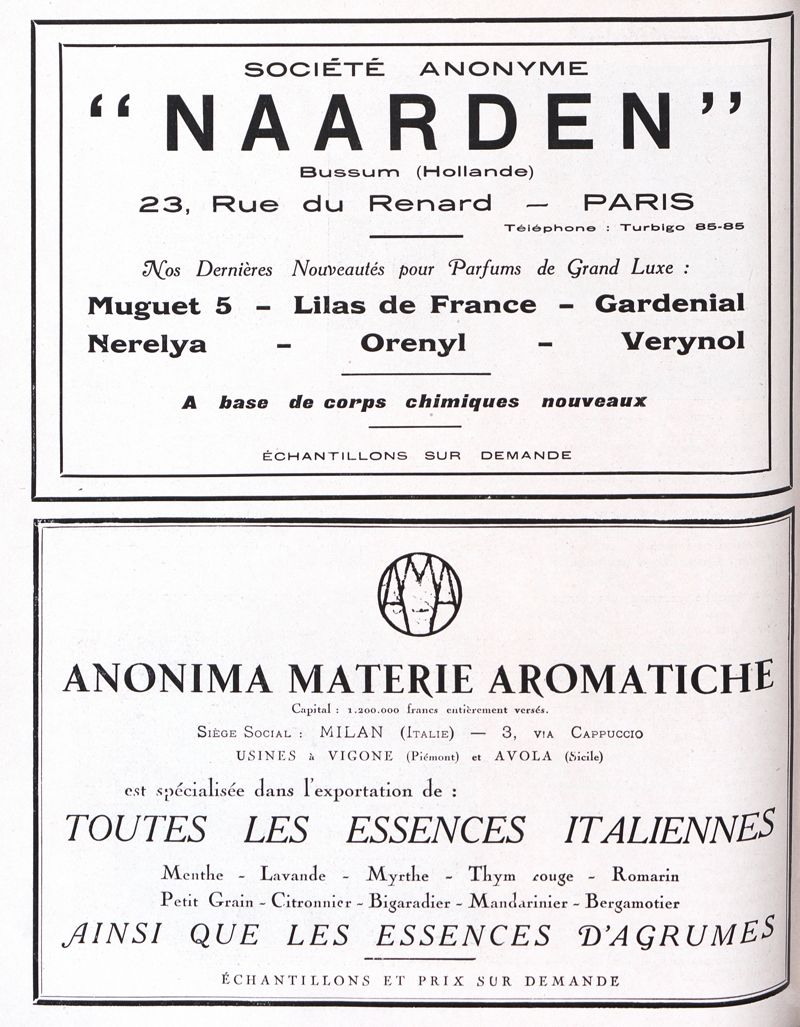 SOCIÉTÉ ANONYME
“NAARDEN”
Bussum (Hollande)
23, Rue du Renard — PARIS
Téléphone : Turbigo 85-85
Nos Dernières Nouveautés pour Parfums de Grand Luxe :
Muguet 5 – Lilas de France – Gardenial
Nerelya – Orenyl – Verynol
A base de corps chimiques nouveaux
ÉCHANTILLONS SUR DEMANDE
ANONIMA MATERIE AROMATICHE
Capital : 1.200.000 francs entièrement versés.
SIÈGE SOCIAL : MILAN (ITALIE) — 3, VIA CAPPUCCIO
USINES à VIGONE (Piémont) et AVOLA (Sicile)
est spécialisée dans l'exportation de :
TOUTES LES ESSENCES ITALIENNES
Menthe - Lavande - Myrthe - Thym rouge - Romarin
Petit Grain - Citronnier - Bigaradier - Mandarinier - Bergamotier
AINSI QUE LES ESSENCES D'AGRUMES
ÉCHANTILLONS ET PRIX SUR DEMANDE